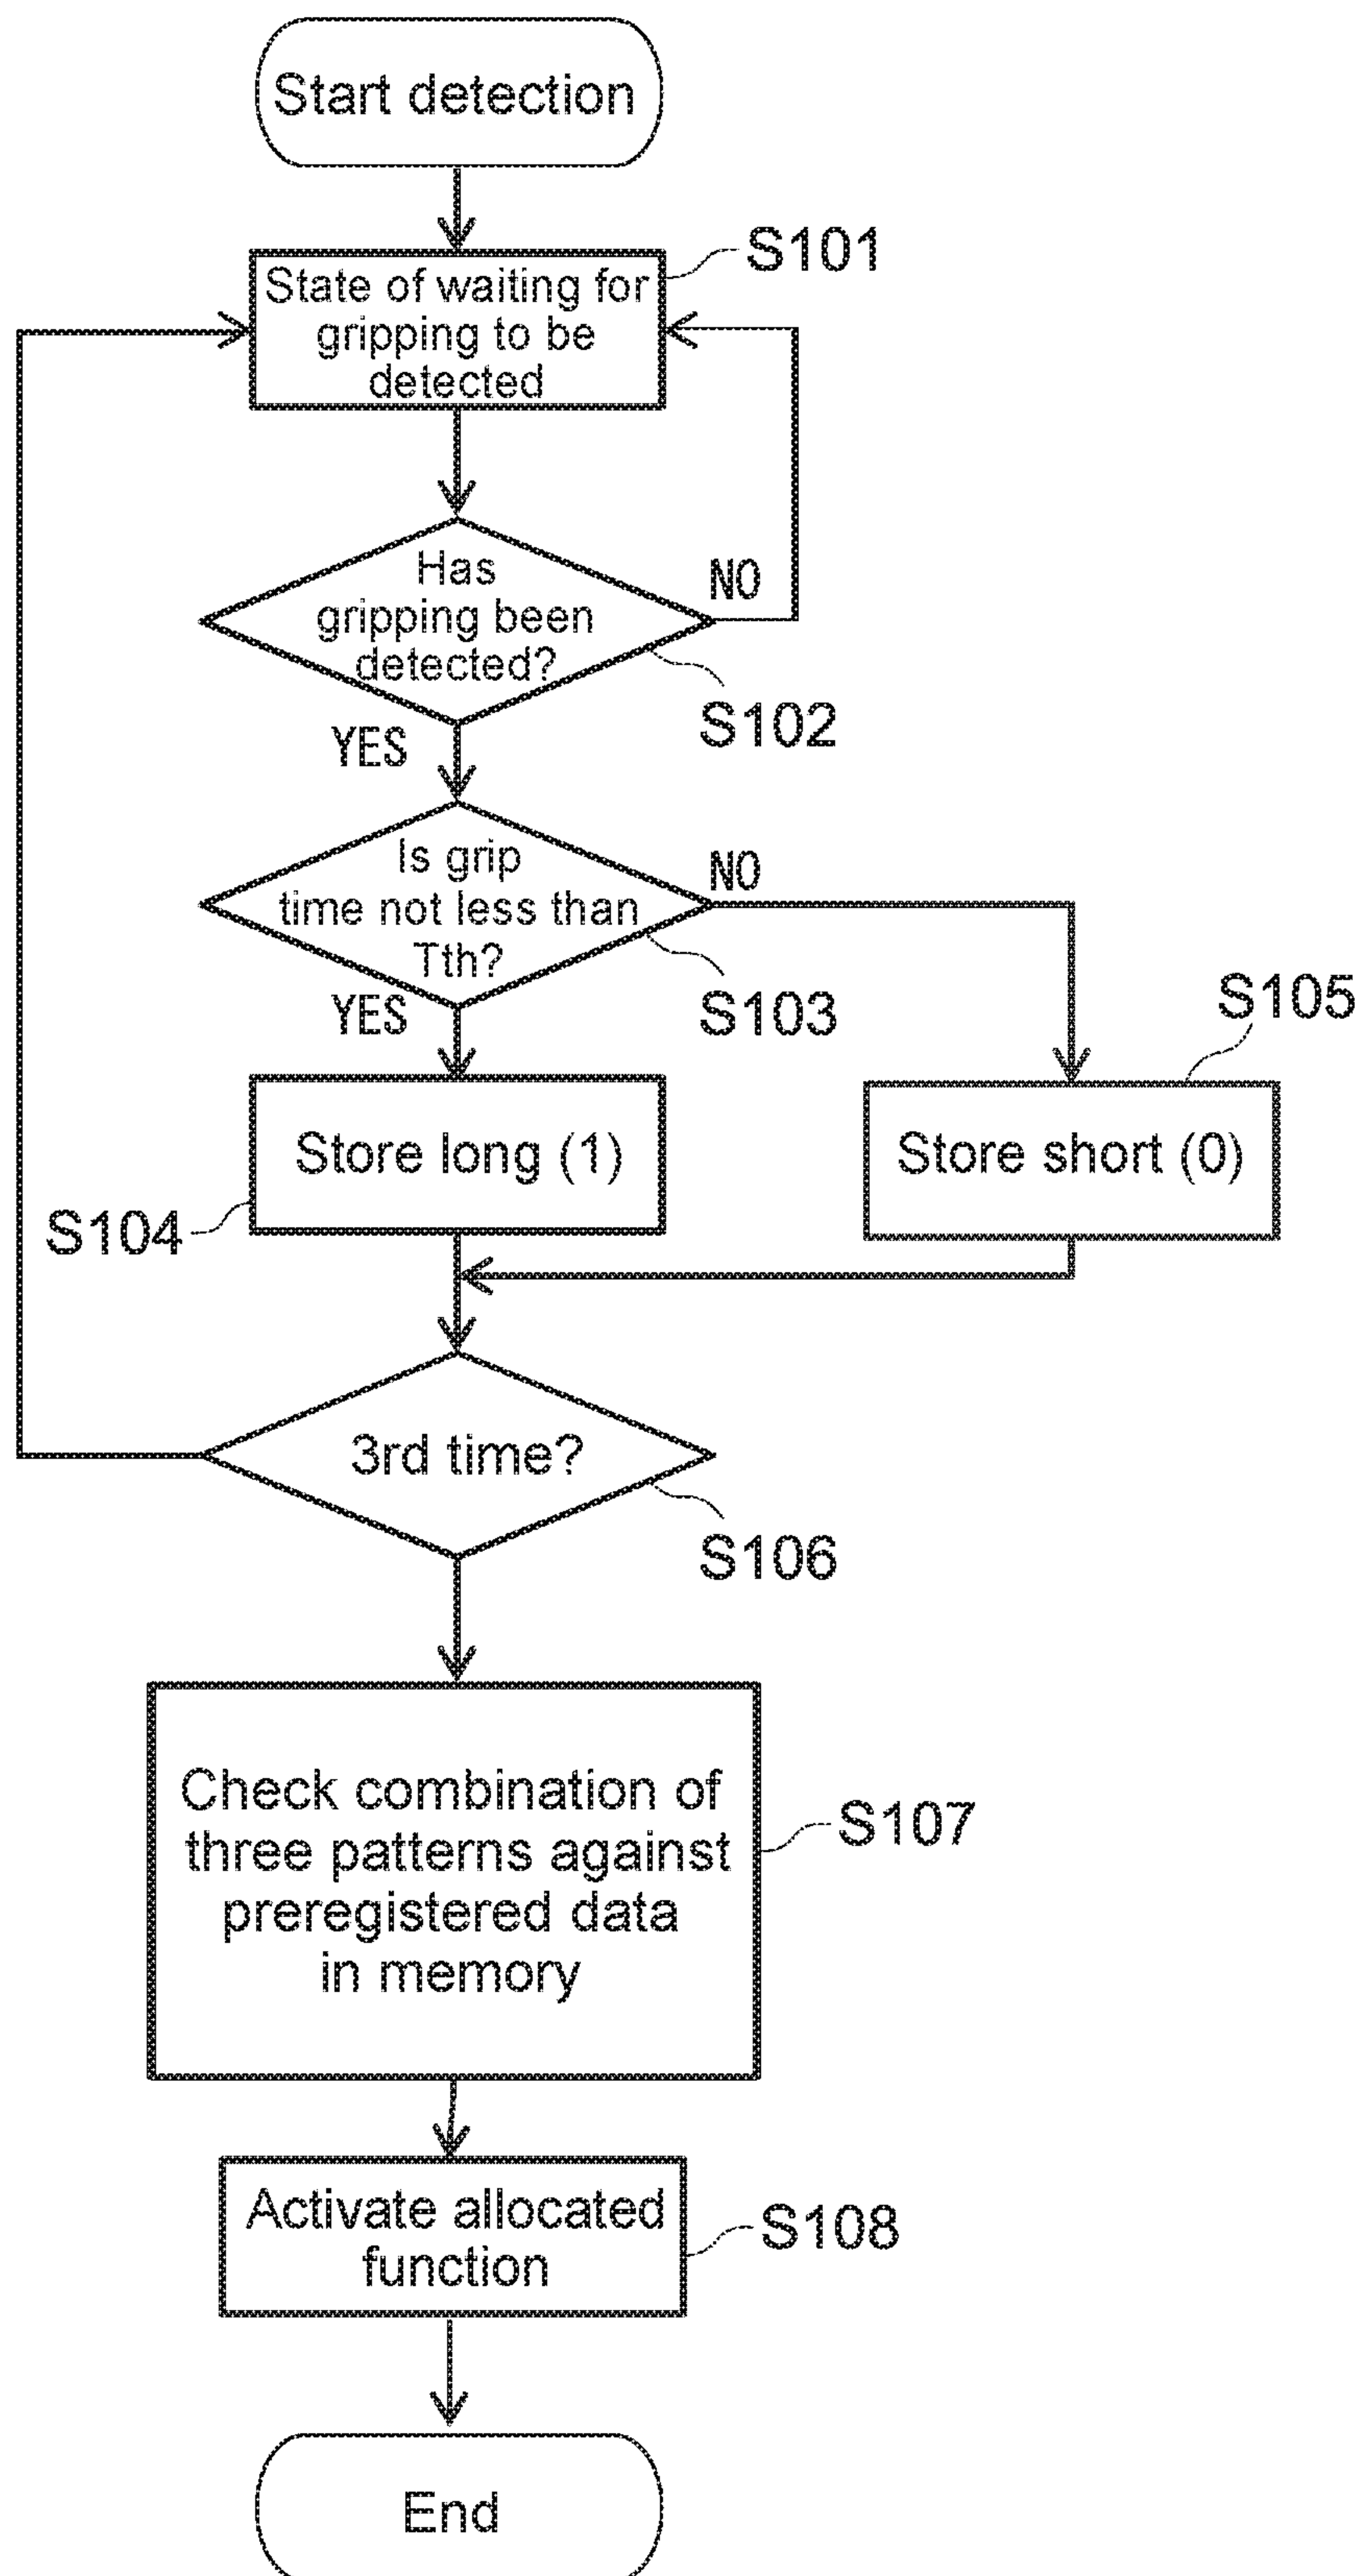 Start detection
S101
State of waiting for
gripping to be
detected
Has
gripping been
detected?
NO
S102
YES
Is grip
time not less than
Tth?
NO
S103
YES
S105
Store long (1)
Store short (0)
S104
3rd time?
S106
Check combination of
three patterns against
preregistered data
in memory
S107
Activate allocated
function
S108
End